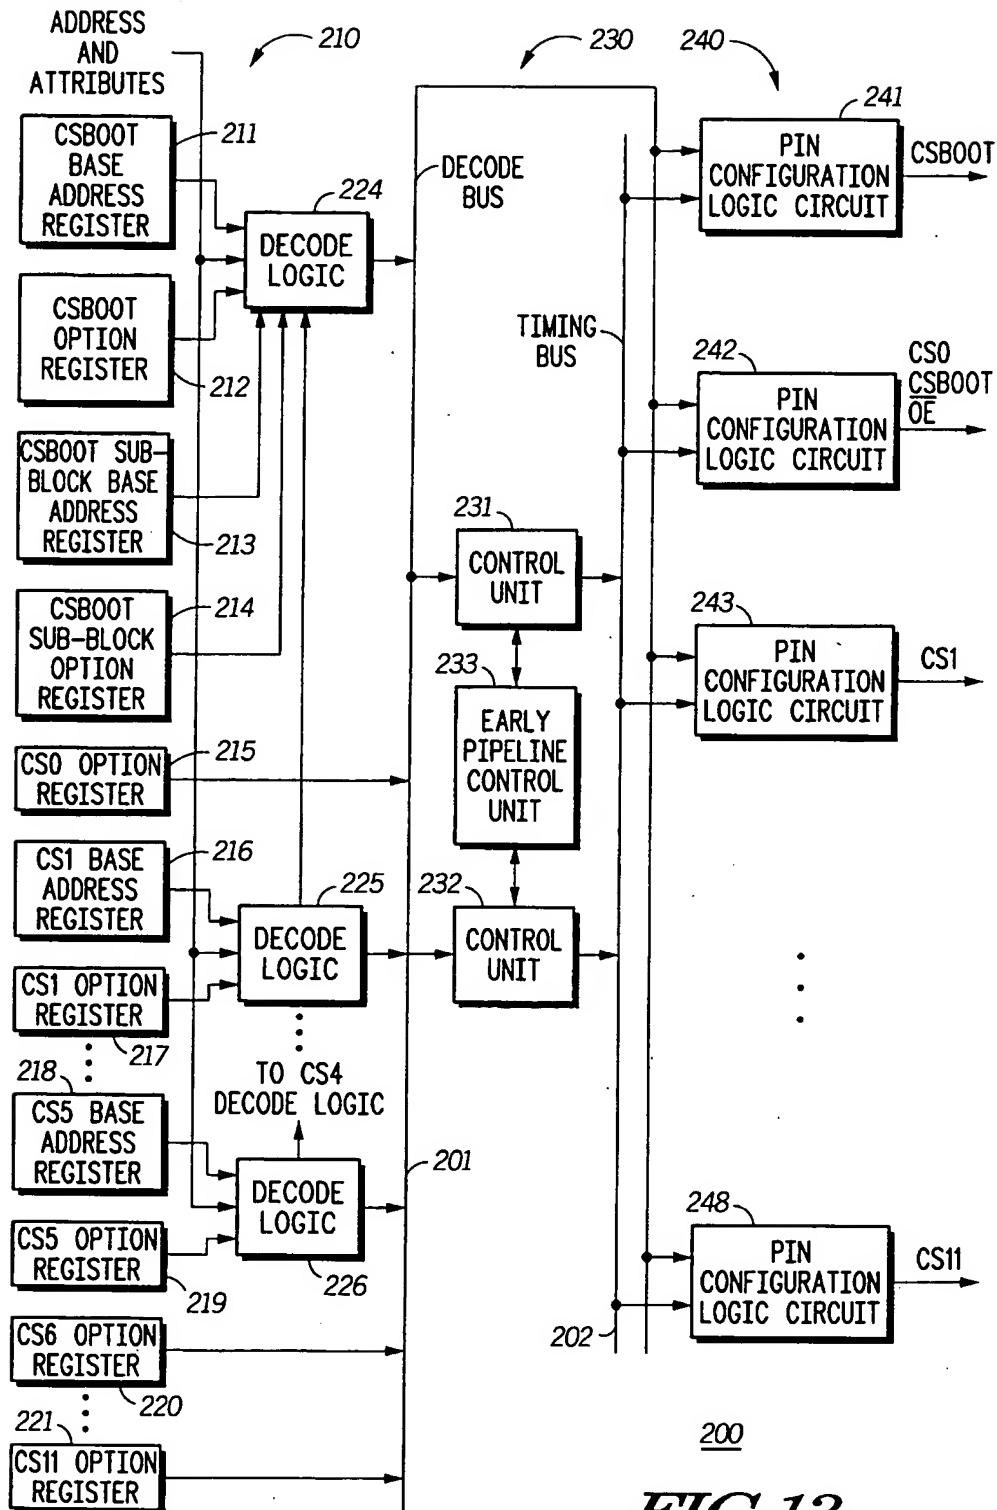 ADDRESS
AND
ATTRIBUTES
210
230
240
CSBOOT
BASE
ADDRESS
REGISTER
211
224
DECODE
LOGIC
DECODE
BUS
241
PIN
CONFIGURATION
LOGIC CIRCUIT
CSBOOT
CSBOOT
OPTION
REGISTER
212
TIMING
BUS
242
PIN
CONFIGURATION
LOGIC CIRCUIT
CS0
CSBOOT
OE
CSBOOT SUB-
BLOCK BASE
ADDRESS
REGISTER
213
231
CONTROL
UNIT
CSBOOT
SUB-BLOCK
OPTION
REGISTER
214
233
EARLY
PIPELINE
CONTROL
UNIT
243
PIN
CONFIGURATION
LOGIC CIRCUIT
CS1
CS0 OPTION
REGISTER
215
CS1 BASE
ADDRESS
REGISTER
216
225
DECODE
LOGIC
232
CONTROL
UNIT
CS1 OPTION
REGISTER
217
TO CS4
DECODE LOGIC
218
CS5 BASE
ADDRESS
REGISTER
DECODE
LOGIC
226
201
CS5 OPTION
REGISTER
219
248
PIN
CONFIGURATION
LOGIC CIRCUIT
CS11
202
CS6 OPTION
REGISTER
220
221
CS11 OPTION
REGISTER
200